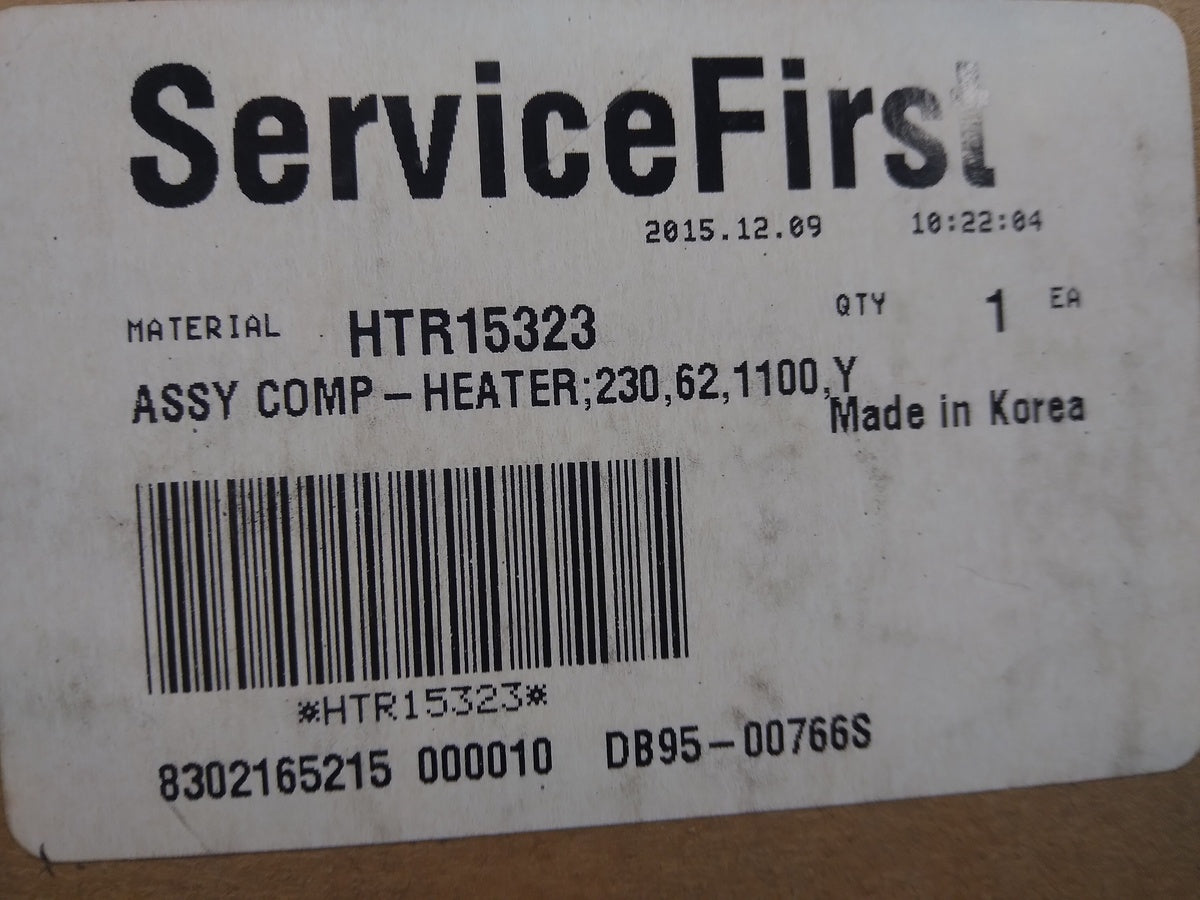 ServiceFirst
2015.12.09 10:22:04
MATERIAL HTR15323 QTY 1 EA
ASSY COMP-HEATER;230,62,1100,Y
Made in Korea
*HTR15323*
8302165215 000010 DB95-00766S